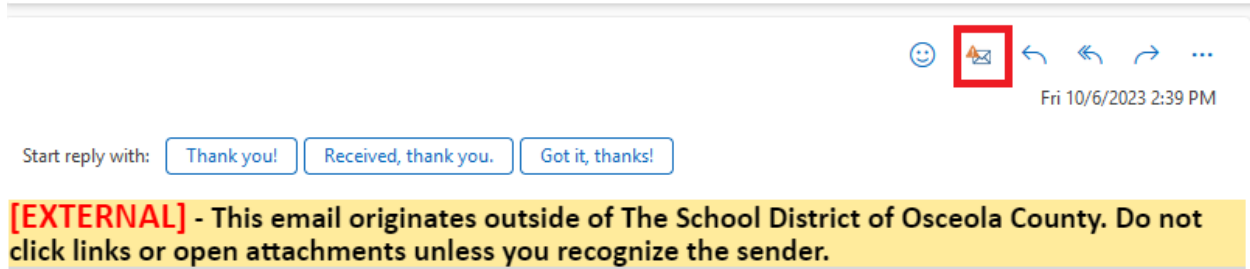 Fri 10/6/2023 2:39 PM
Start reply with: Thank you! Received, thank you. Got it, thanks!
[EXTERNAL] - This email originates outside of The School District of Osceola County. Do not
click links or open attachments unless you recognize the sender.